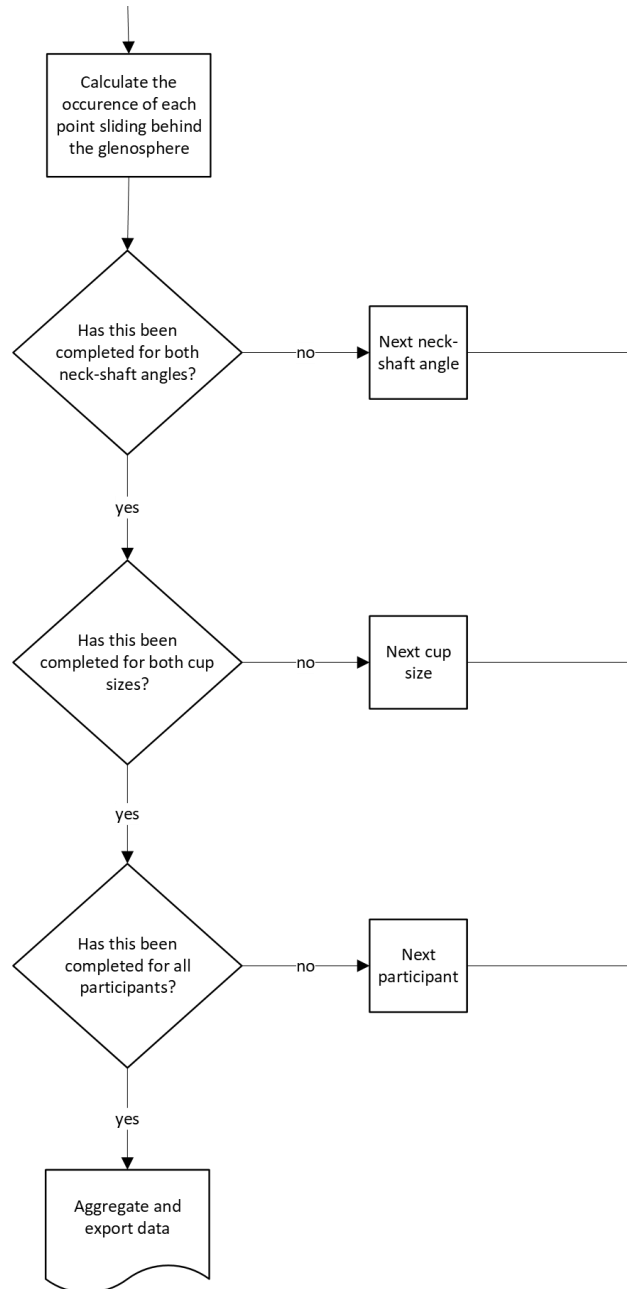 Calculate the
occurence of each
point sliding behind
the glenosphere
Has this been
completed for both
neck-shaft angles?
no
Next neck-
shaft angle
yes
Has this been
completed for both cup
sizes?
no
Next cup
size
yes
Has this been
completed for all
participants?
no
Next
participant
yes
Aggregate and
export data